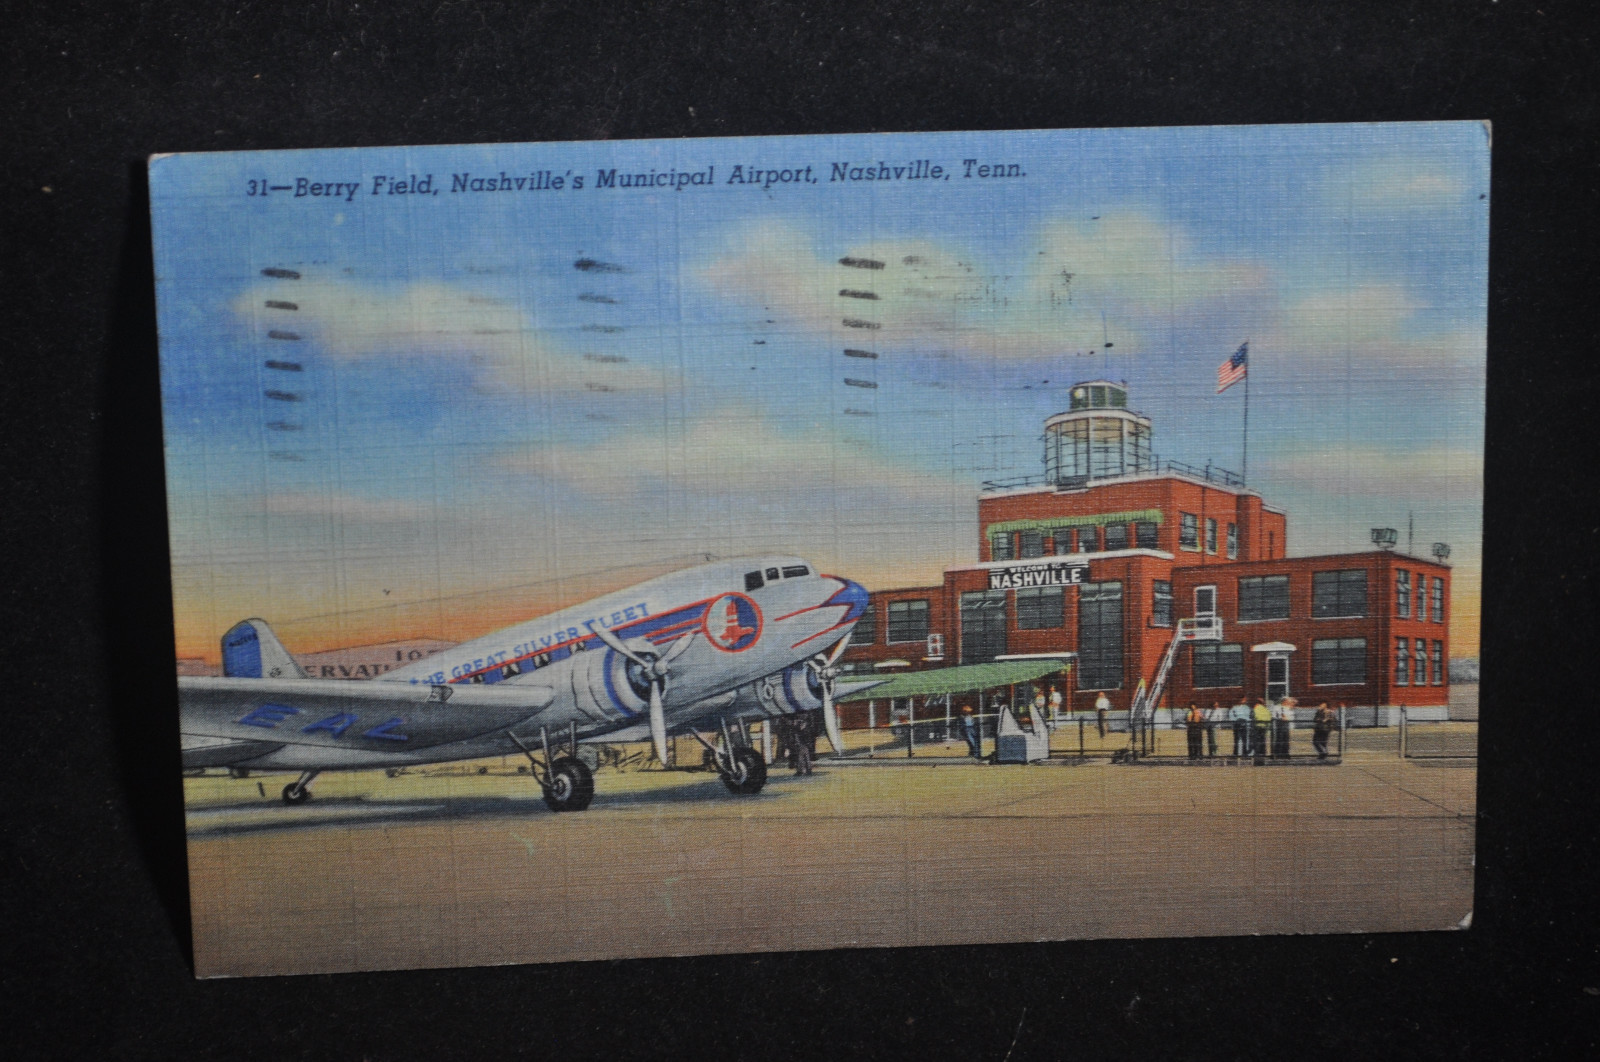 31—Berry Field, Nashville's Municipal Airport, Nashville, Tenn.
WELCOME TO
NASHVILLE
THE GREAT SILVER FLEET
EAL